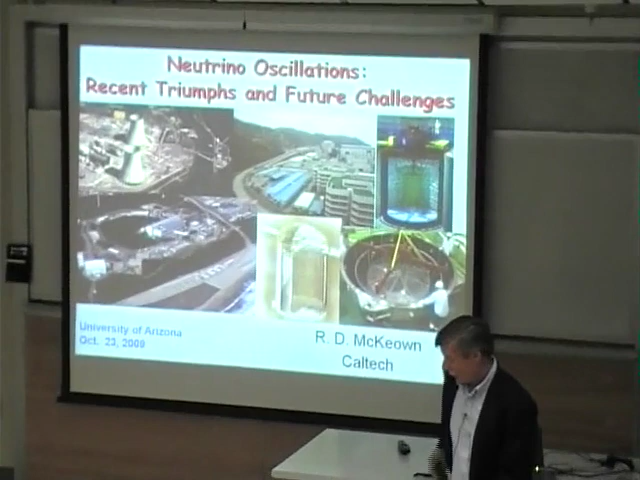 Neutrino Oscillations:
Recent Triumphs and Future Challenges
University of Arizona
Oct. 23, 2009
R. D. McKeown
Caltech